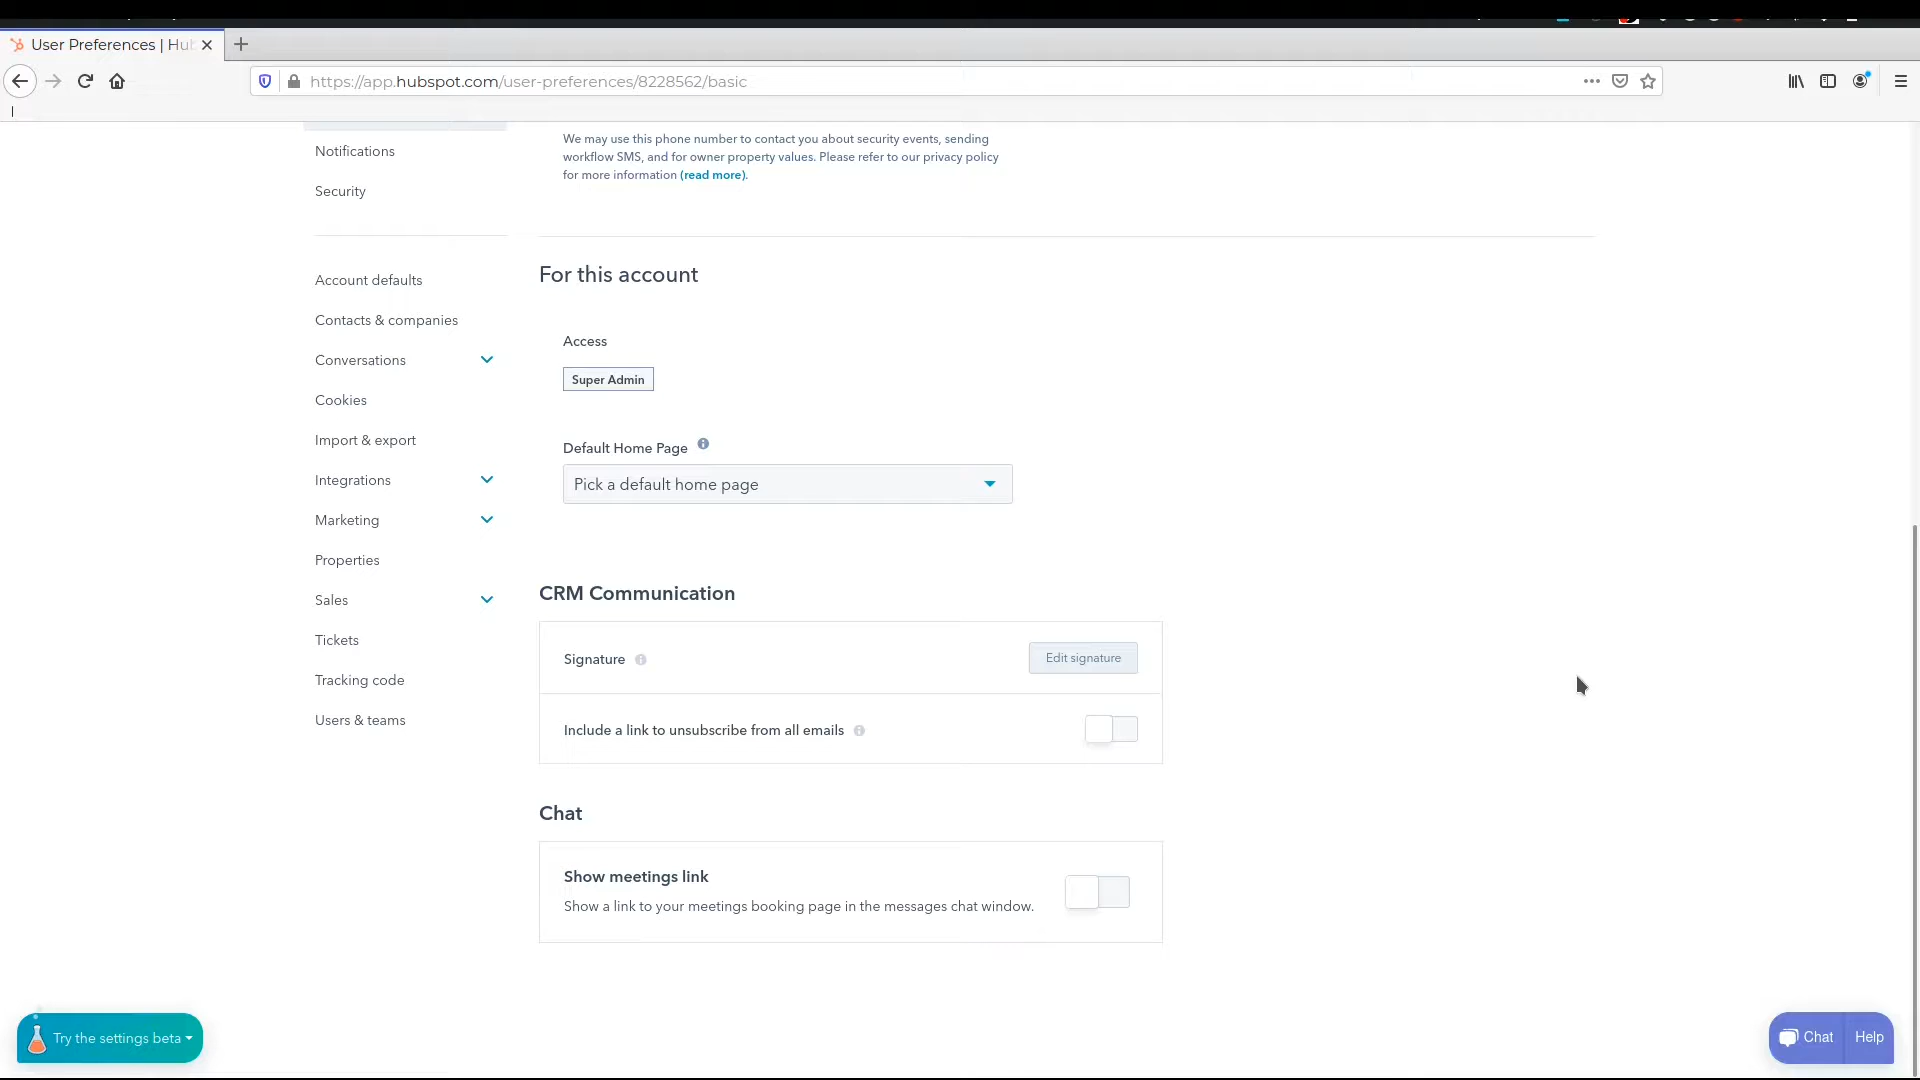 User Preferences | Hu
https://app.hubspot.com/user-preferences/8228562/basic
We may use this phone number to contact you about security events, sending
workflow SMS, and for owner property values. Please refer to our privacy policy
for more information (read more).
Notifications
Security
Account defaults
Contacts & companies
Conversations
Cookies
Import & export
Integrations
Marketing
Properties
Sales
Tickets
Tracking code
Users & teams
For this account
Access
Super Admin
Default Home Page
Pick a default home page
CRM Communication
Signature
Edit signature
Include a link to unsubscribe from all emails
Chat
Show meetings link
Show a link to your meetings booking page in the messages chat window.
Try the settings beta
Chat
Help